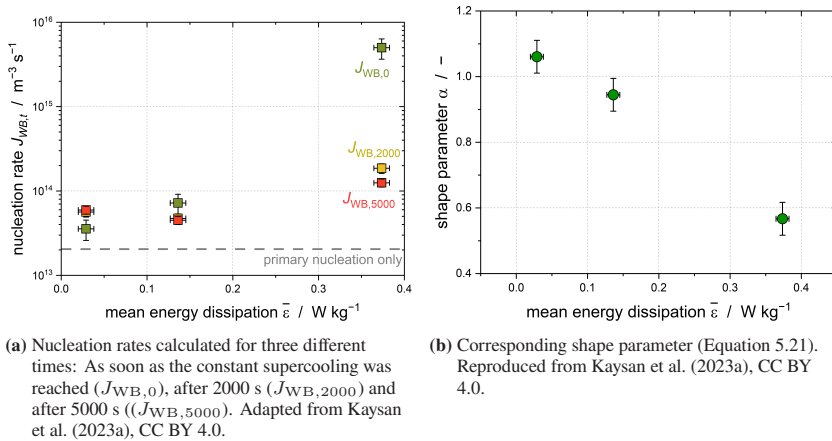 10^16
10^15
10^14
10^13
nucleation rate J_WB,t / m^−3 s^−1
J_WB,0
J_WB,2000
J_WB,5000
primary nucleation only
0.0 0.1 0.2 0.3 0.4
mean energy dissipation ε̅ / W kg^−1
1.2
1.0
0.8
0.6
0.4
shape parameter α / −
0.0 0.1 0.2 0.3 0.4
mean energy dissipation ε̅ / W kg^−1
(a) Nucleation rates calculated for three different
times: As soon as the constant supercooling was
reached (J_WB,0), after 2000 s (J_WB,2000) and
after 5000 s ((J_WB,5000). Adapted from Kaysan
et al. (2023a), CC BY 4.0.
(b) Corresponding shape parameter (Equation 5.21).
Reproduced from Kaysan et al. (2023a), CC BY
4.0.